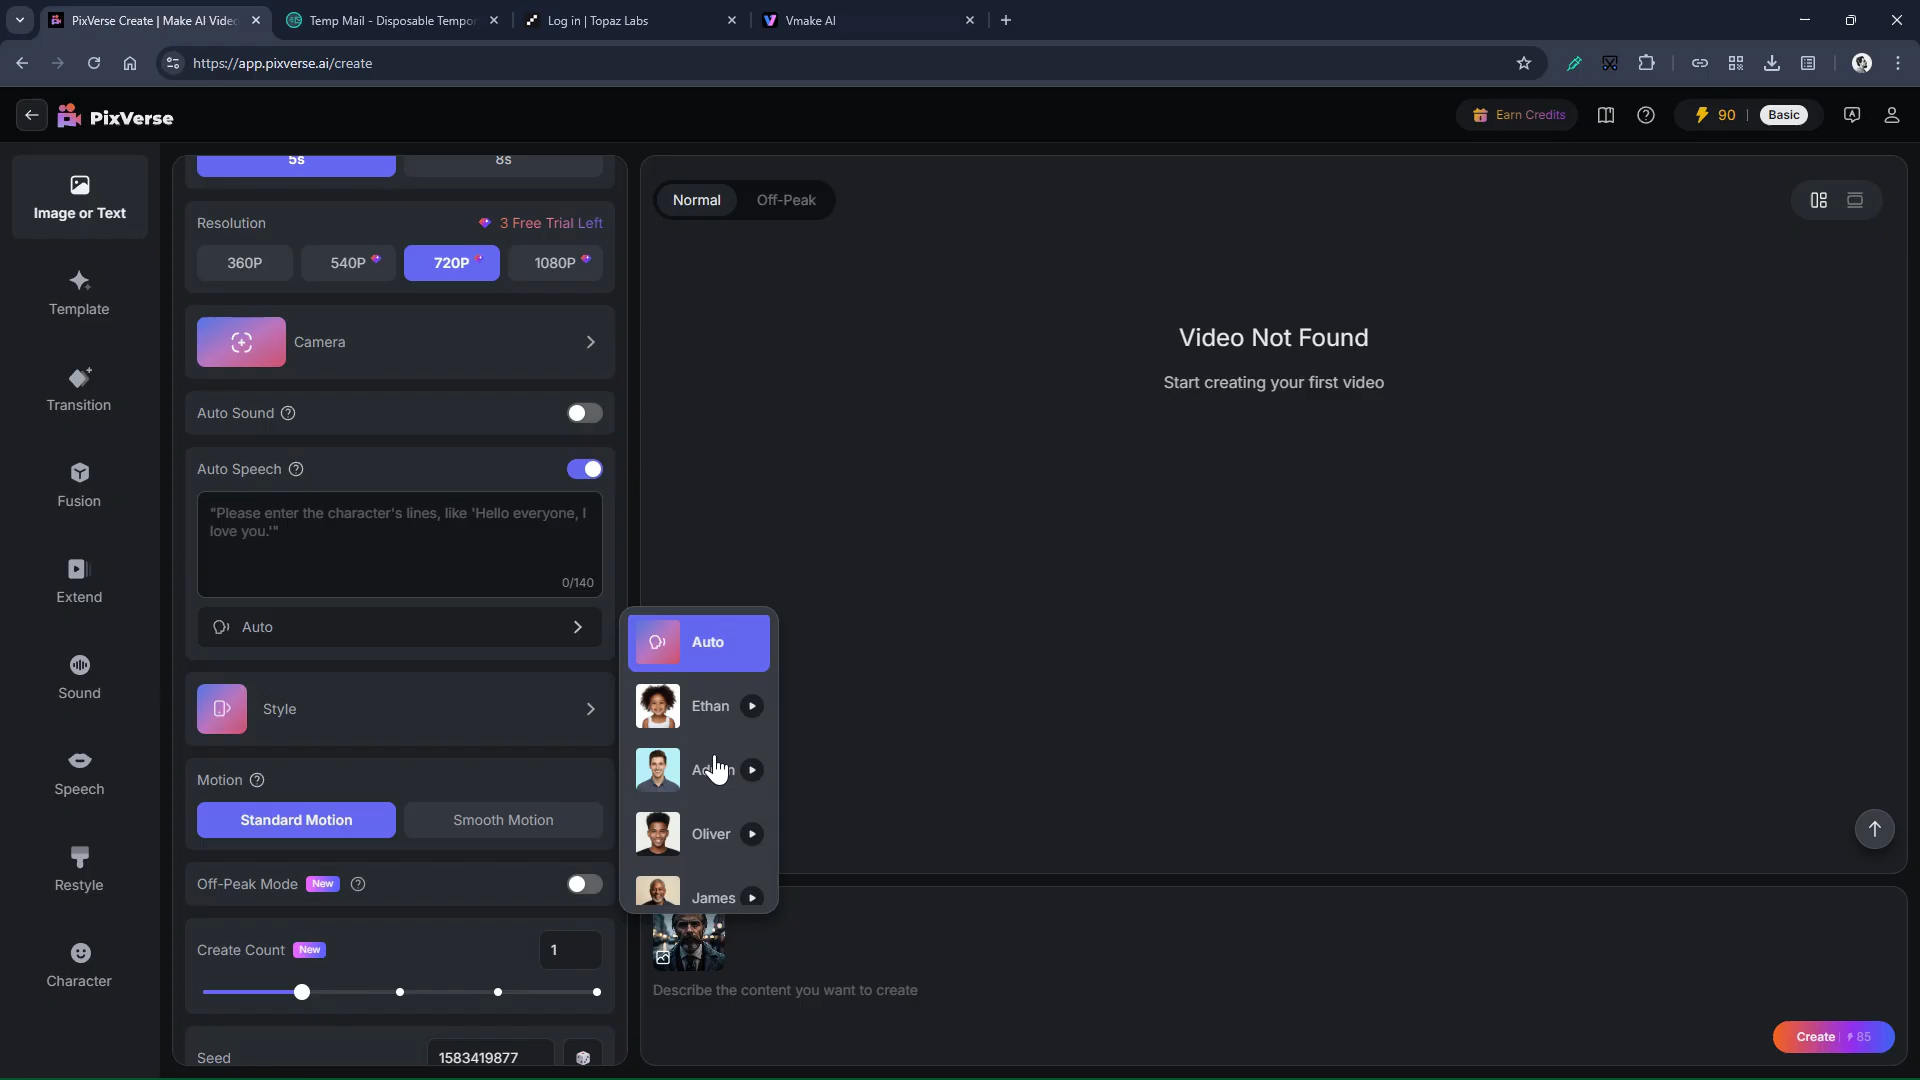 PixVerse Create | Make AI Video
Temp Mail - Disposable Tempor
Log in | Topaz Labs
Vmake AI
https://app.pixverse.ai/create
PixVerse
Earn Credits
90
Basic
Image or Text
Template
Transition
Fusion
Extend
Sound
Speech
Restyle
Character
5s
8s
Resolution
3 Free Trial Left
360P
540P
720P
1080P
Camera
Auto Sound
Auto Speech
"Please enter the character's lines, like 'Hello everyone, I
love you.'"
0/140
Auto
Style
Motion
Standard Motion
Smooth Motion
Off-Peak Mode
New
Create Count
New
1
Seed
1583419877
Auto
Ethan
Oliver
James
Normal
Off-Peak
Video Not Found
Start creating your first video
Describe the content you want to create
Create
85